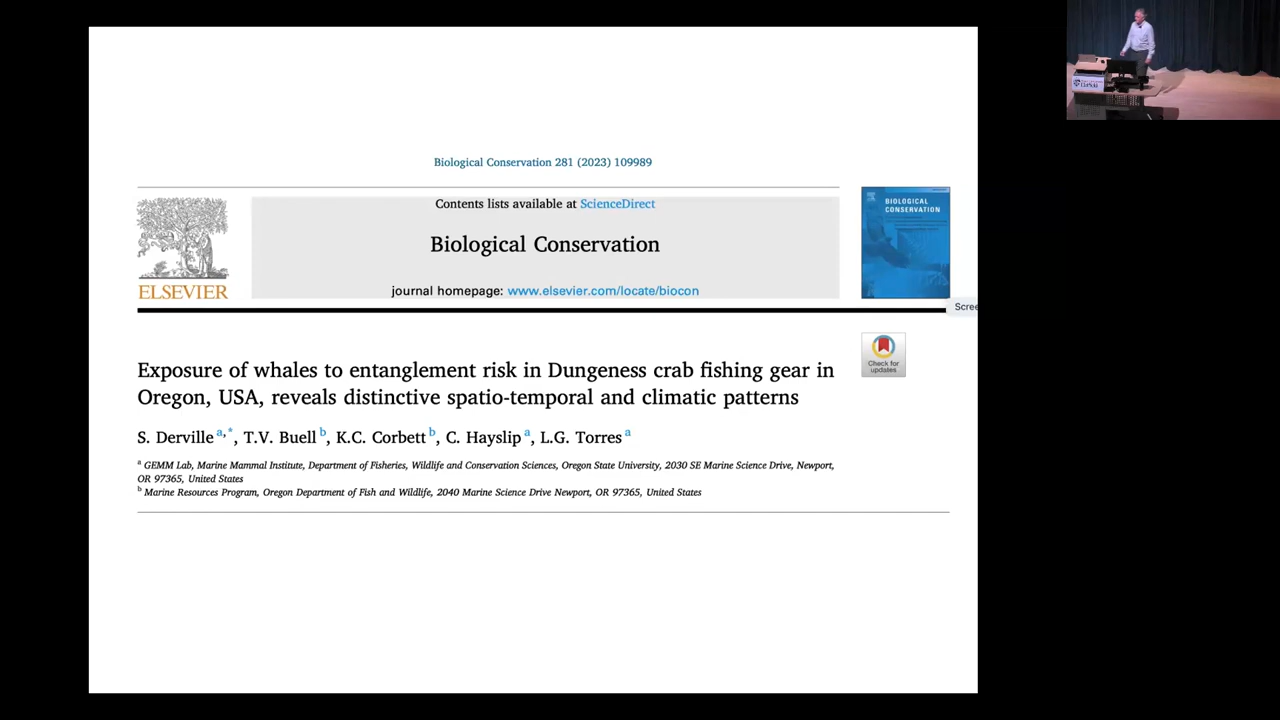 Biological Conservation 281 (2023) 109989
Contents lists available at ScienceDirect
Biological Conservation
journal homepage: www.elsevier.com/locate/biocon
ELSEVIER
BIOLOGICAL
CONSERVATION
Scree
Check for
updates
Exposure of whales to entanglement risk in Dungeness crab fishing gear in
Oregon, USA, reveals distinctive spatio-temporal and climatic patterns
S. Derville a,*, T.V. Buell b, K.C. Corbett b, C. Hayslip a, L.G. Torres a
a GEMM Lab, Marine Mammal Institute, Department of Fisheries, Wildlife and Conservation Sciences, Oregon State University, 2030 SE Marine Science Drive, Newport,
OR 97365, United States
b Marine Resources Program, Oregon Department of Fish and Wildlife, 2040 Marine Science Drive Newport, OR 97365, United States